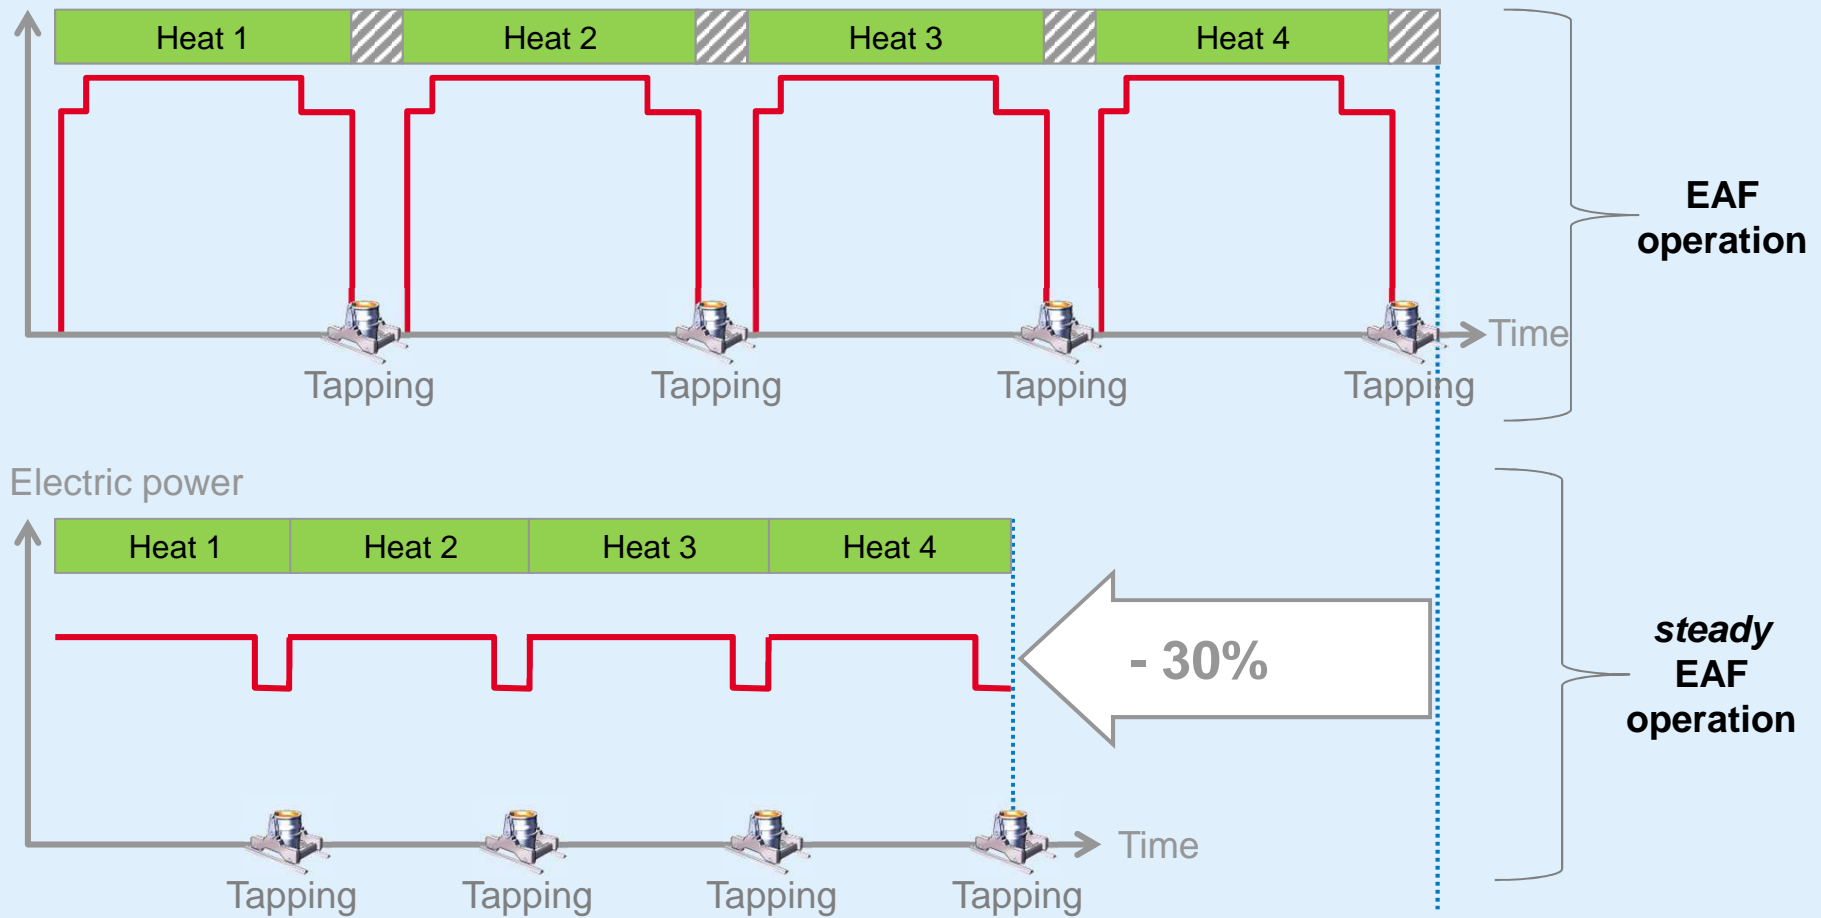 Heat 1
Heat 2
Heat 3
Heat 4
EAF
operation
Time
Tapping
Tapping
Tapping
Tapping
Electric power
Heat 1
Heat 2
Heat 3
Heat 4
- 30%
steady
EAF
operation
Time
Tapping
Tapping
Tapping
Tapping